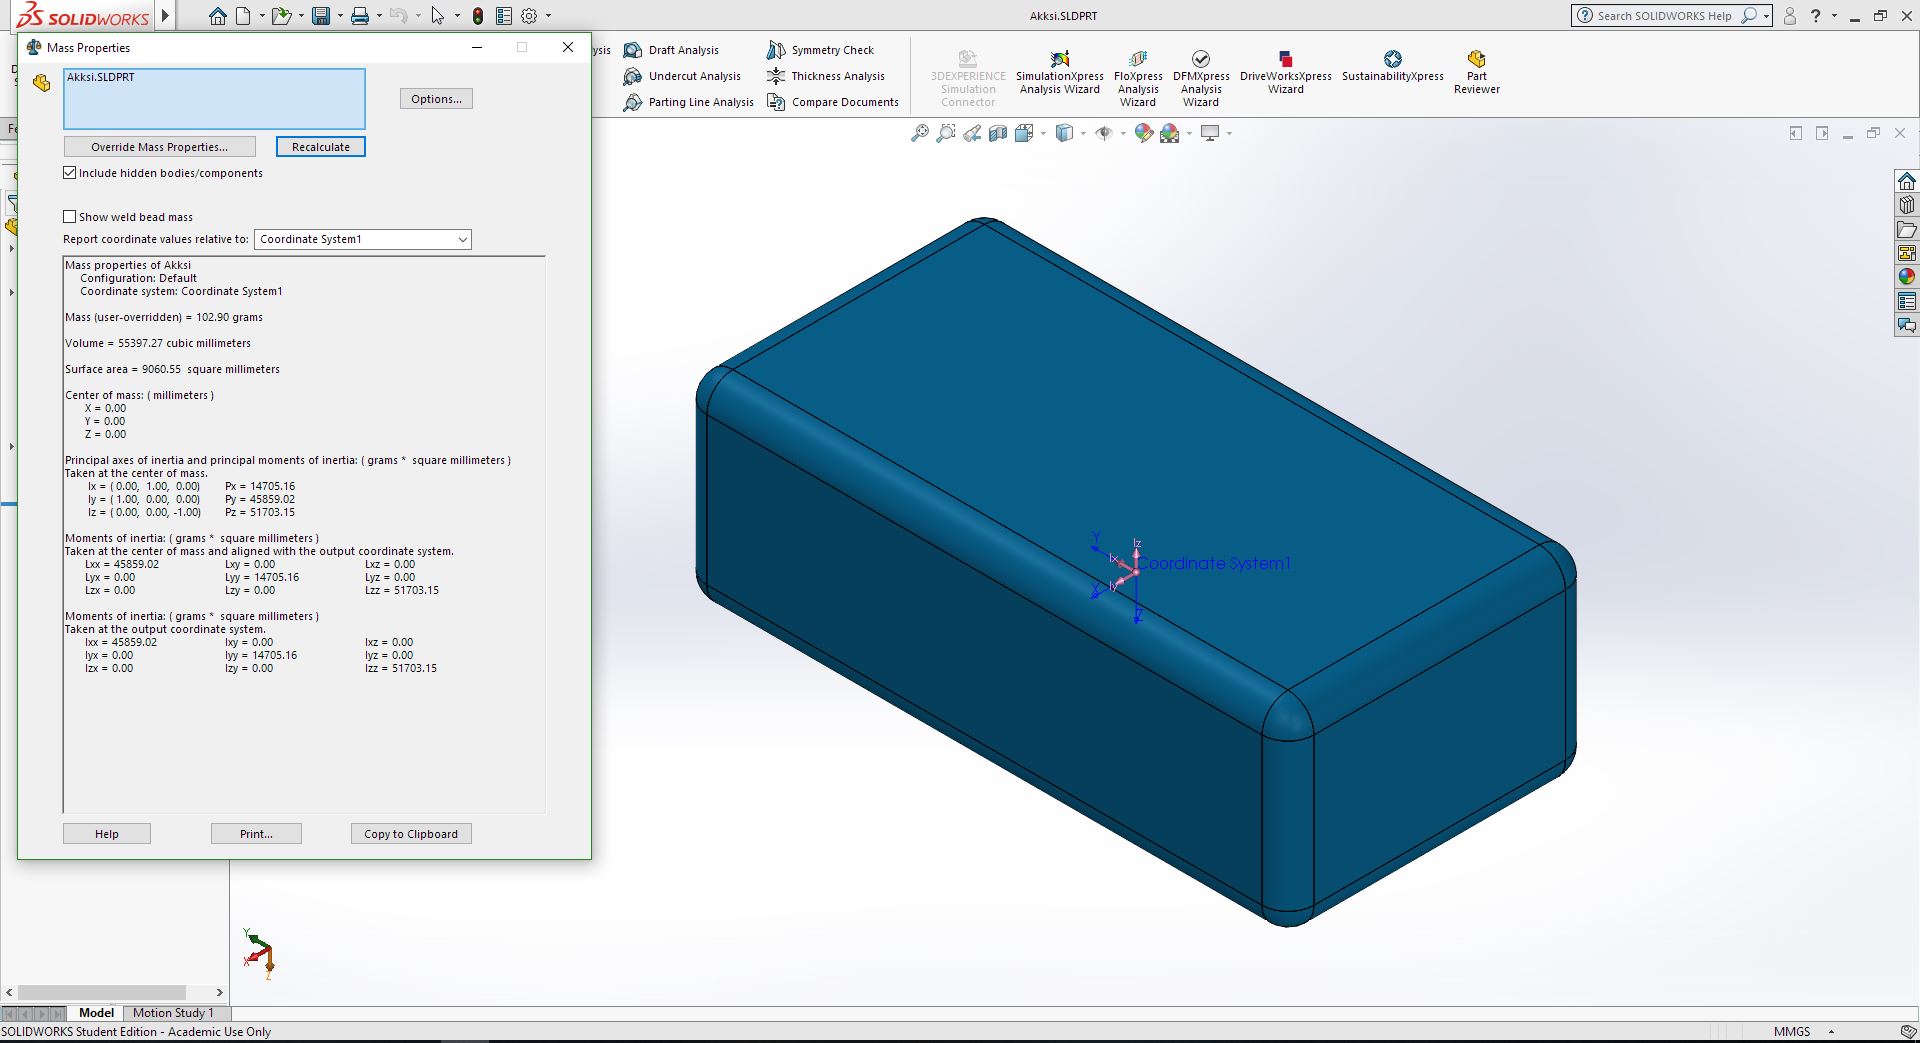 SOLIDWORKS
Akksi.SLDPRT
Search SOLIDWORKS Help
?
Mass Properties
Akksi.SLDPRT
Options...
Override Mass Properties...
Recalculate
Include hidden bodies/components
Show weld bead mass
Report coordinate values relative to:
Coordinate System1
Mass properties of Akksi
Configuration: Default
Coordinate system: Coordinate System1
Mass (user-overridden) = 102.90 grams
Volume = 55397.27 cubic millimeters
Surface area = 9060.55 square millimeters
Center of mass: ( millimeters )
X = 0.00
Y = 0.00
Z = 0.00
Principal axes of inertia and principal moments of inertia: ( grams * square millimeters )
Taken at the center of mass.
Ix = ( 0.00, 1.00, 0.00) Px = 14705.16
Iy = ( 1.00, 0.00, 0.00) Py = 45859.02
Iz = ( 0.00, 0.00, -1.00) Pz = 51703.15
Moments of inertia: ( grams * square millimeters )
Taken at the center of mass and aligned with the output coordinate system.
Lxx = 45859.02 Lxy = 0.00 Lxz = 0.00
Lyx = 0.00 Lyy = 14705.16 Lyz = 0.00
Lzx = 0.00 Lzy = 0.00 Lzz = 51703.15
Moments of inertia: ( grams * square millimeters )
Taken at the output coordinate system.
Ixx = 45859.02 Ixy = 0.00 Ixz = 0.00
Iyx = 0.00 Iyy = 14705.16 Iyz = 0.00
Izx = 0.00 Izy = 0.00 Izz = 51703.15
Help
Print...
Copy to Clipboard
Draft Analysis
Undercut Analysis
Parting Line Analysis
Symmetry Check
Thickness Analysis
Compare Documents
3DEXPERIENCE
Simulation
Connector
SimulationXpress
Analysis Wizard
FloXpress
Analysis
Wizard
DFMXpress
Analysis
Wizard
DriveWorksXpress
Wizard
SustainabilityXpress
Part
Reviewer
Y
Iz
Ix
Coordinate System1
X
Iy
Z
Y
X
Z
Model
Motion Study 1
SOLIDWORKS Student Edition - Academic Use Only
MMGS